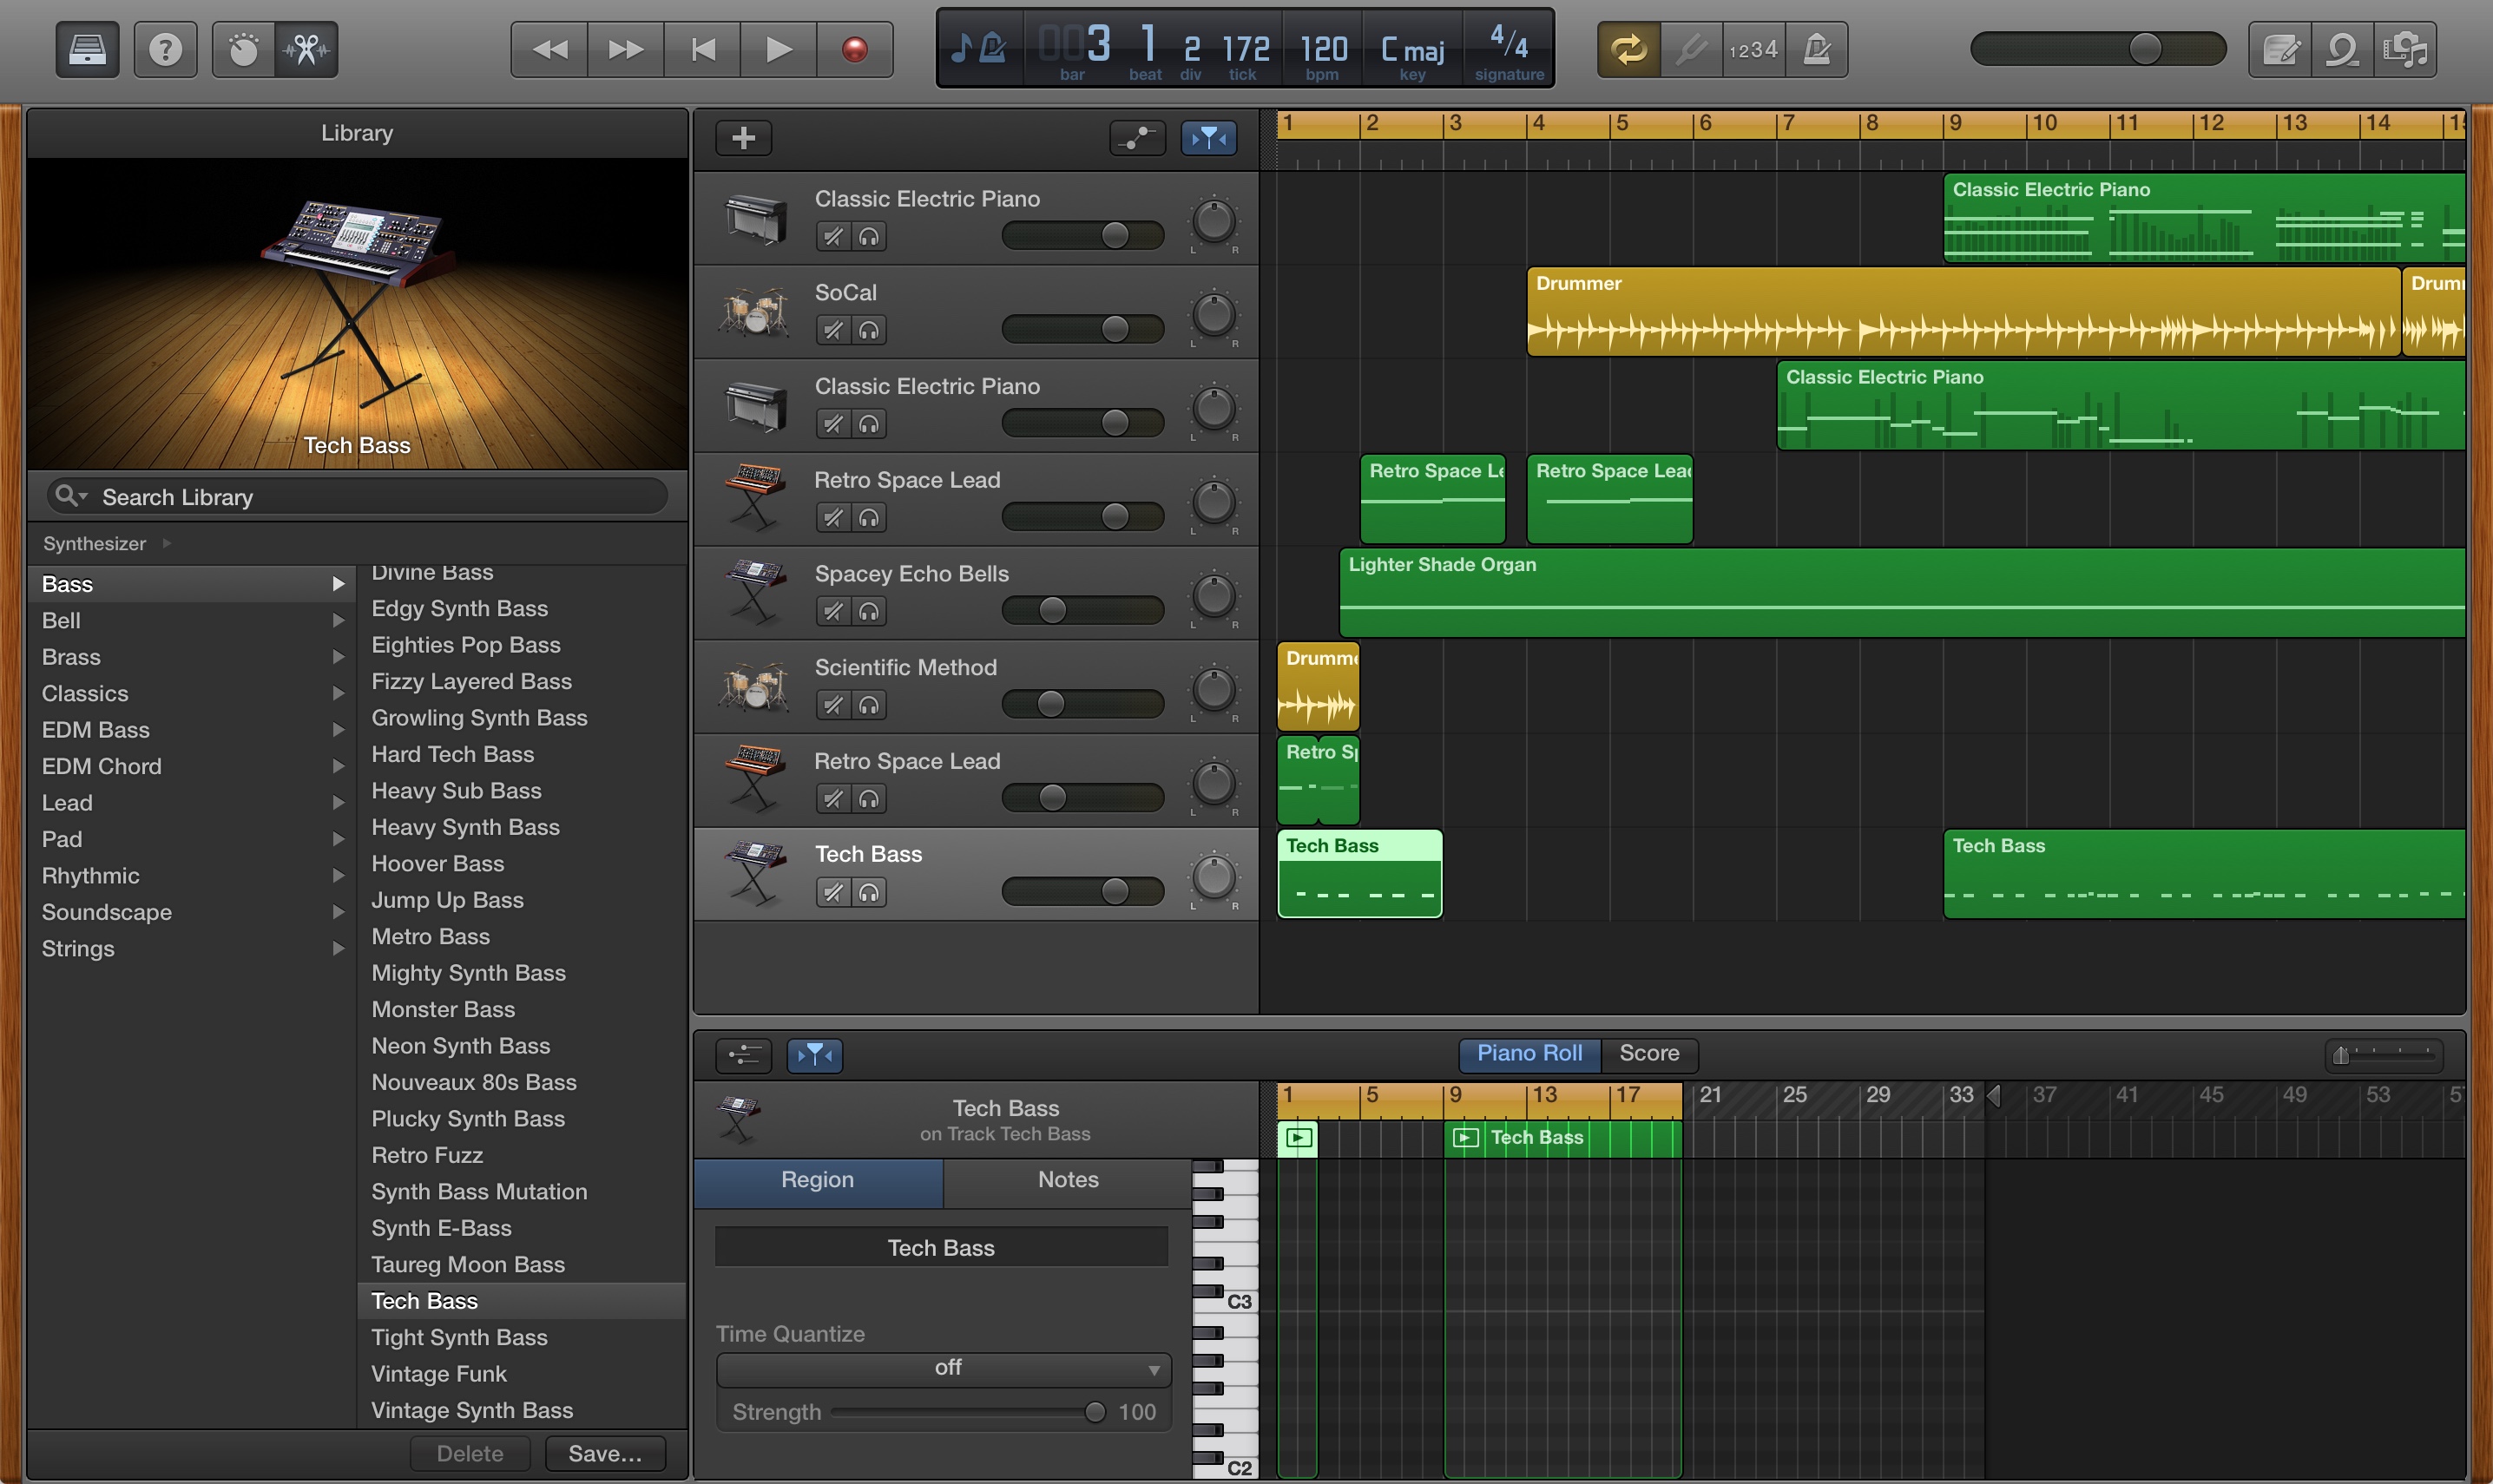 003 1 2 172 120 C maj 4/4
bar beat div tick bpm key signature
1234
Library
Tech Bass
Search Library
Synthesizer
Bass
Bell
Brass
Classics
EDM Bass
EDM Chord
Lead
Pad
Rhythmic
Soundscape
Strings
Divine Bass
Edgy Synth Bass
Eighties Pop Bass
Fizzy Layered Bass
Growling Synth Bass
Hard Tech Bass
Heavy Sub Bass
Heavy Synth Bass
Hoover Bass
Jump Up Bass
Metro Bass
Mighty Synth Bass
Monster Bass
Neon Synth Bass
Nouveaux 80s Bass
Plucky Synth Bass
Retro Fuzz
Synth Bass Mutation
Synth E-Bass
Taureg Moon Bass
Tech Bass
Tight Synth Bass
Vintage Funk
Vintage Synth Bass
Delete Save...
1 2 3 4 5 6 7 8 9 10 11 12 13 14 15
Classic Electric Piano
L R
SoCal
L R
Classic Electric Piano
L R
Retro Space Lead
L R
Spacey Echo Bells
L R
Scientific Method
L R
Retro Space Lead
L R
Tech Bass
L R
Classic Electric Piano
Drummer Drum
Classic Electric Piano
Retro Space Le Retro Space Lead
Lighter Shade Organ
Drumme
Retro Sp
Tech Bass Tech Bass
Piano Roll Score
1 5 9 13 17 21 25 29 33 37 41 45 49 53 57
Tech Bass
on Track Tech Bass
Tech Bass
Region Notes
Tech Bass
Time Quantize
off
Strength 100
C3
C2